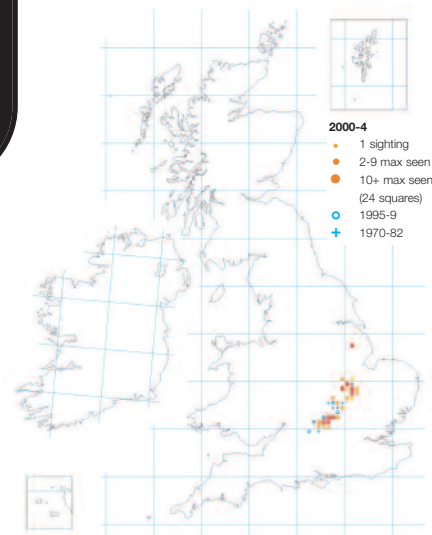 2000-4
1 sighting
2-9 max seen
10+ max seen
(24 squares)
1995-9
1970-82